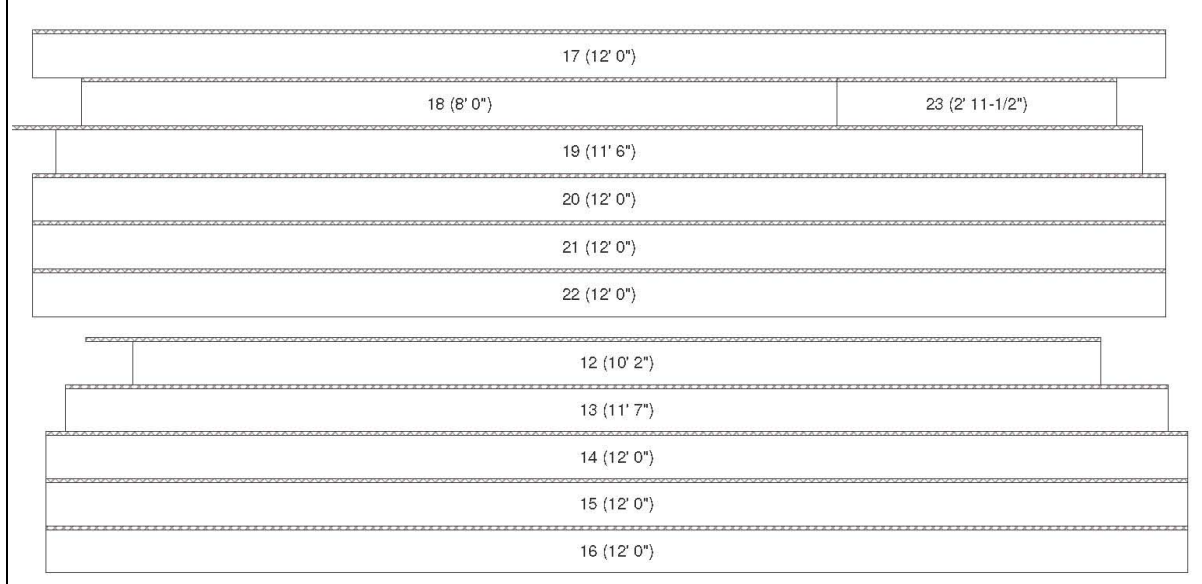 17 (12' 0")
18 (8' 0") 23 (2' 11-1/2")
19 (11' 6")
20 (12' 0")
21 (12' 0")
22 (12' 0")
12 (10' 2")
13 (11' 7")
14 (12' 0")
15 (12' 0")
16 (12' 0")